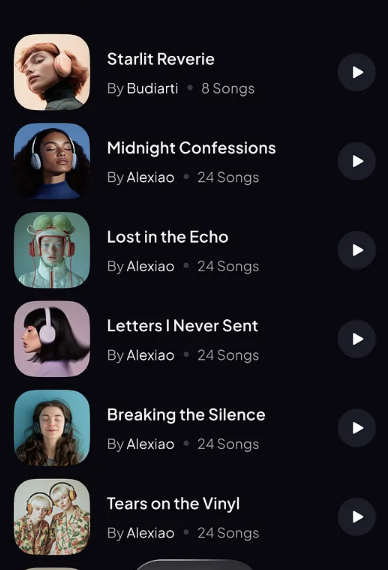 Starlit Reverie
By Budiarti • 8 Songs
Midnight Confessions
By Alexiao • 24 Songs
Lost in the Echo
By Alexiao • 24 Songs
Letters I Never Sent
By Alexiao • 24 Songs
Breaking the Silence
By Alexiao • 24 Songs
Tears on the Vinyl
By Alexiao • 24 Songs